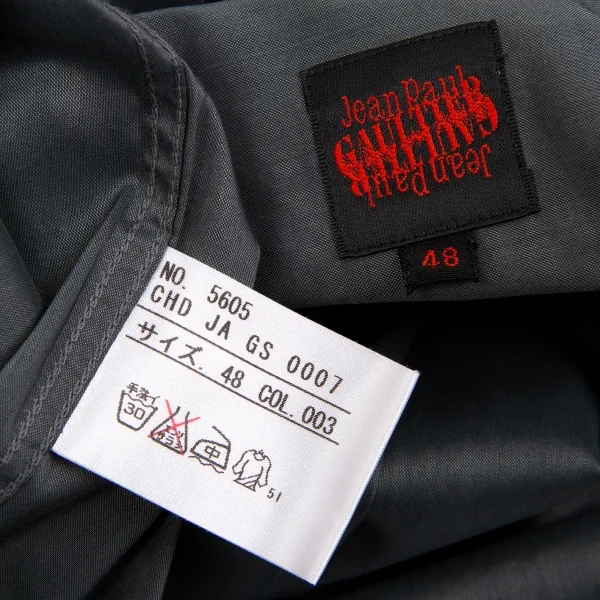 Jean Paul
GAULTIER
GAULTIER
Jean Paul
48
NO. 5605
CHD JA GS 0007
サイズ. 48 COL. 003
手洗イ
30
中
51